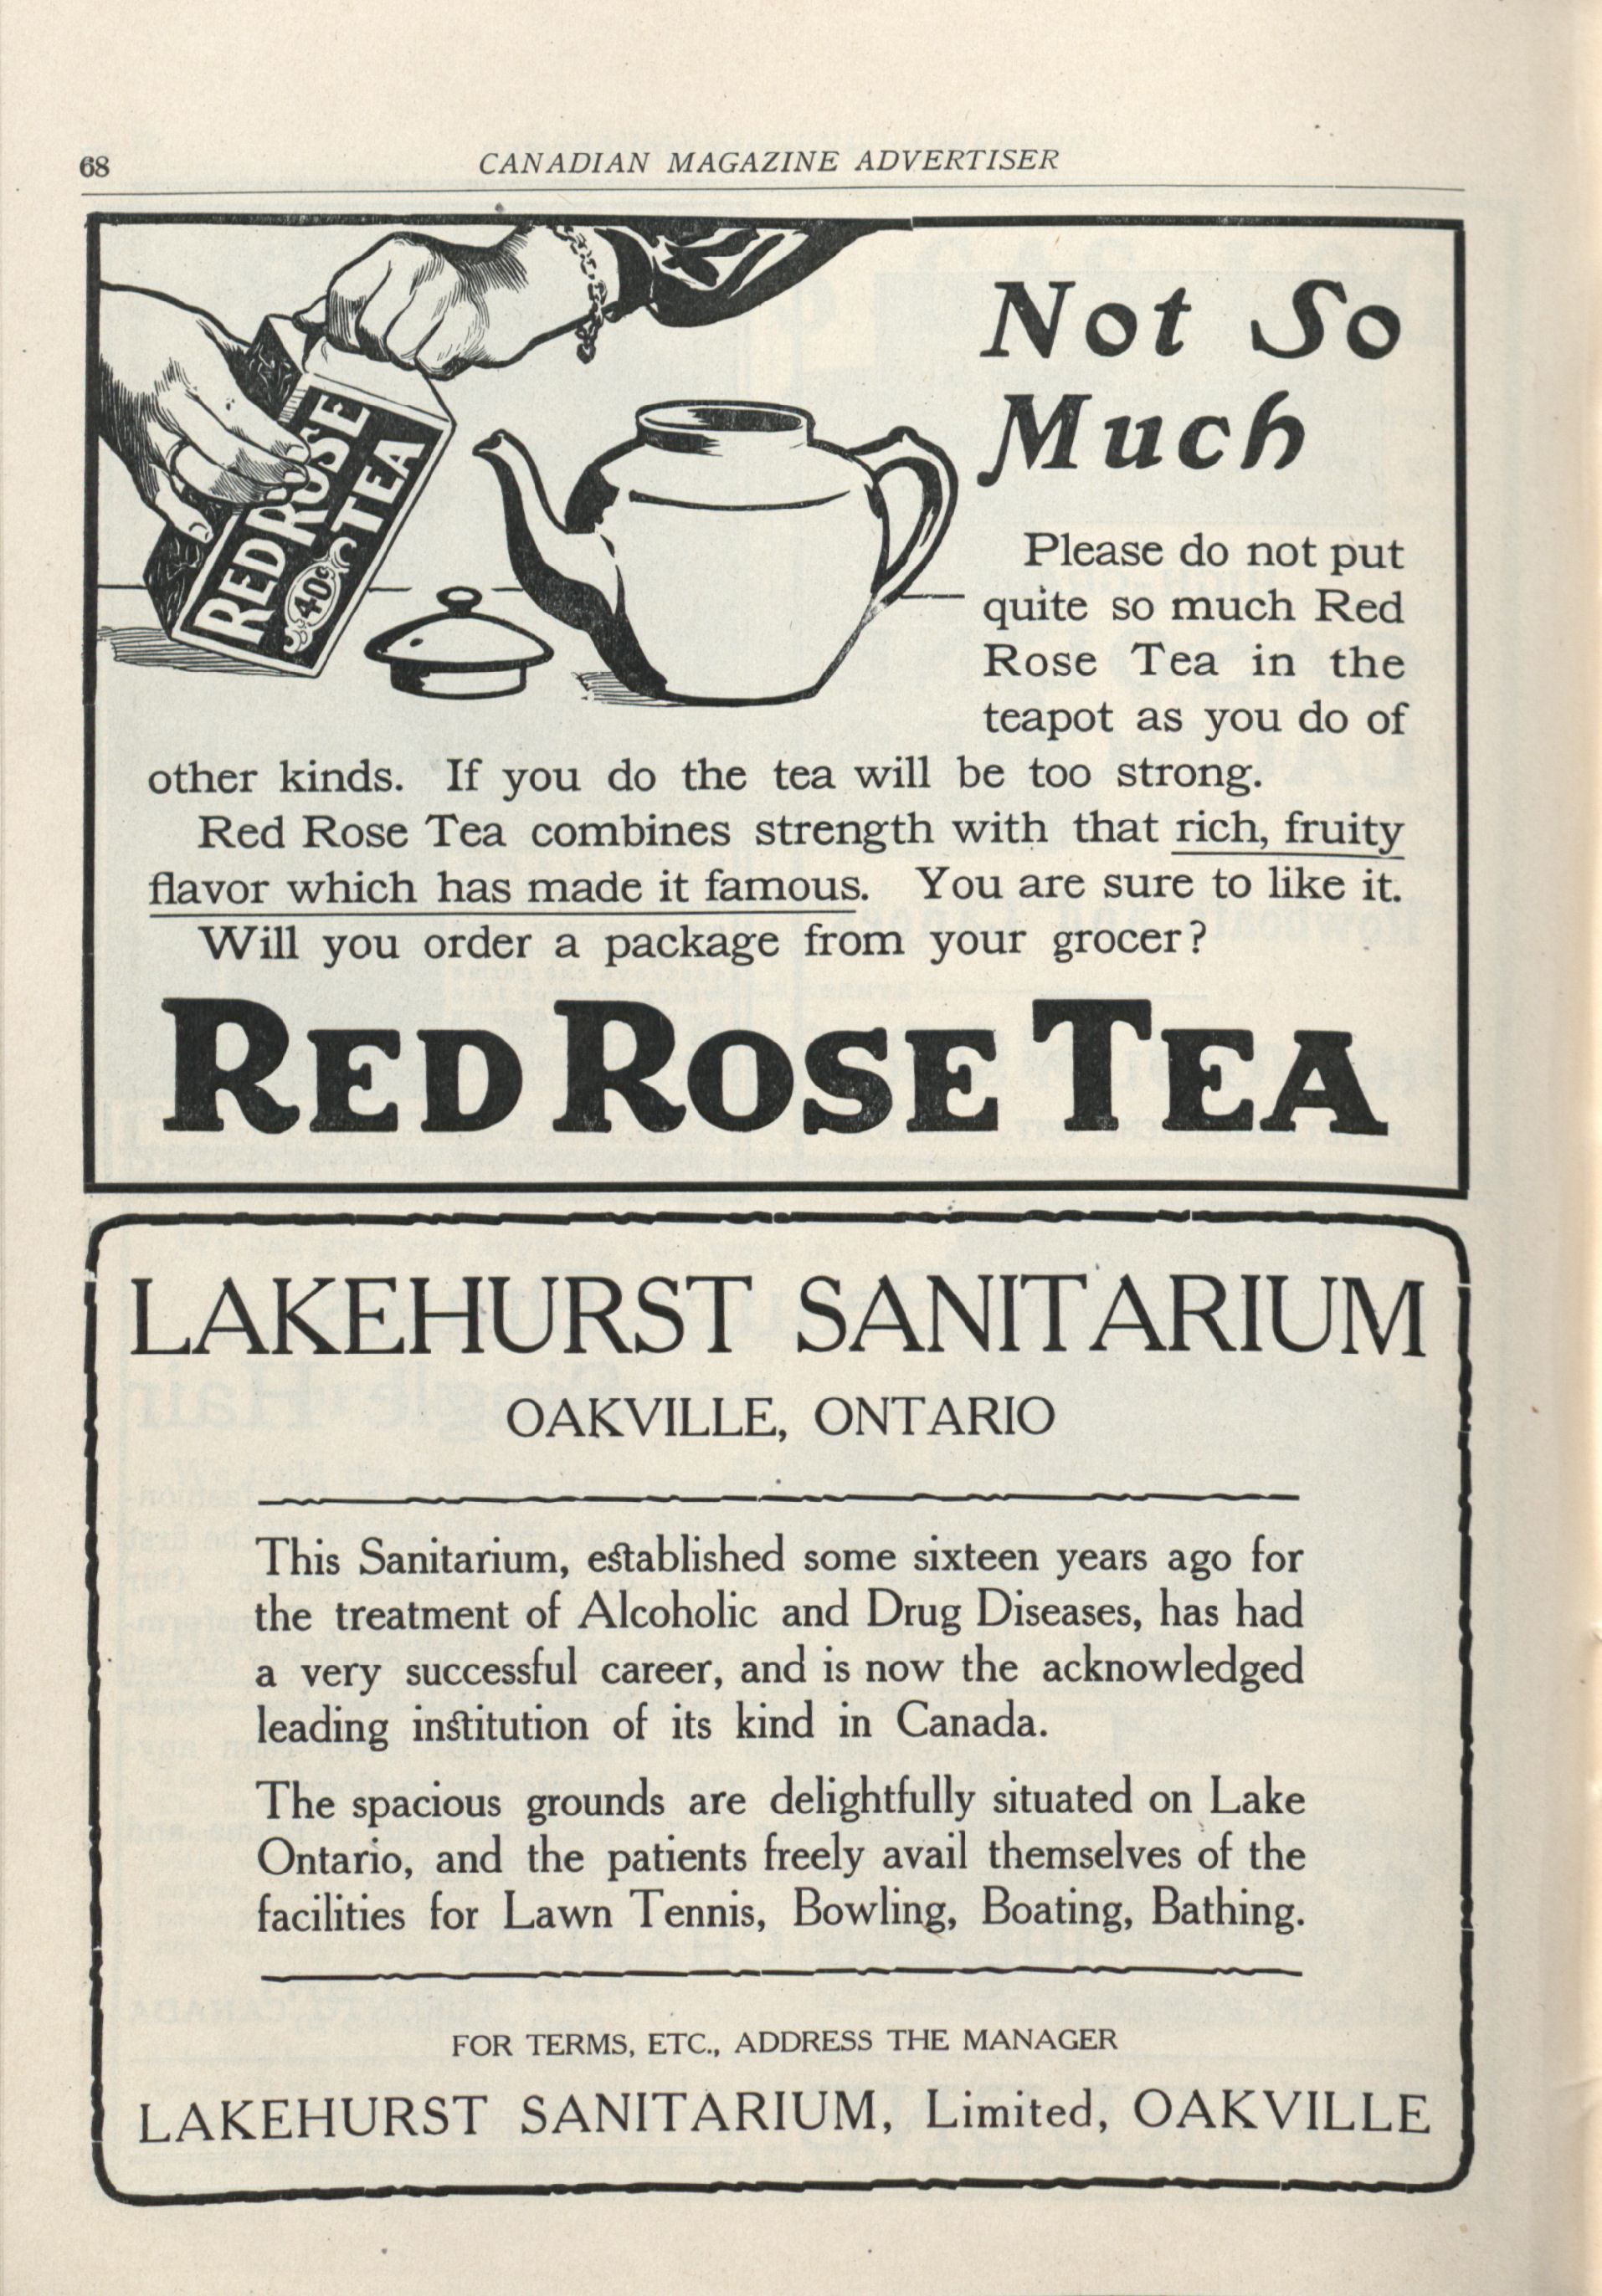 68
CANADIAN MAGAZINE ADVERTISER
RED ROSE
TEA
40c
Not So
Much
Please do not put
quite so much Red
Rose Tea in the
teapot as you do of
other kinds. If you do the tea will be too strong.
Red Rose Tea combines strength with that rich, fruity
flavor which has made it famous. You are sure to like it.
Will you order a package from your grocer?
RED ROSE TEA
LAKEHURST SANITARIUM
OAKVILLE, ONTARIO
This Sanitarium, established some sixteen years ago for
the treatment of Alcoholic and Drug Diseases, has had
a very successful career, and is now the acknowledged
leading institution of its kind in Canada.
The spacious grounds are delightfully situated on Lake
Ontario, and the patients freely avail themselves of the
facilities for Lawn Tennis, Bowling, Boating, Bathing.
FOR TERMS, ETC., ADDRESS THE MANAGER
LAKEHURST SANITARIUM, Limited, OAKVILLE